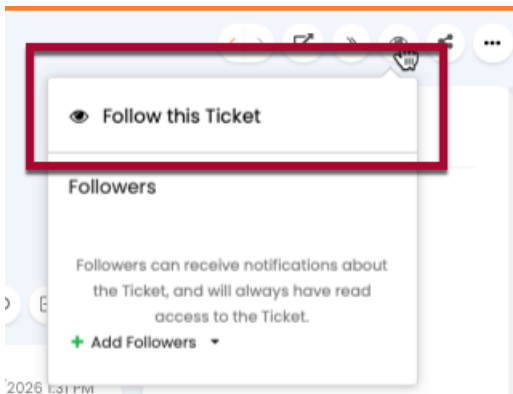 Follow this Ticket
Followers
Followers can receive notifications about
the Ticket, and will always have read
access to the Ticket.
+ Add Followers
2026 1:31 PM